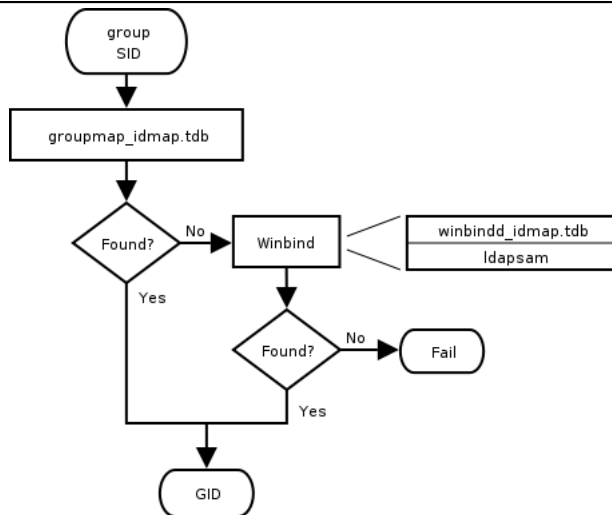 group
SID
groupmap_idmap.tdb
Found?
No
Winbind
winbindd_idmap.tdb
ldapsam
Yes
Found?
No
Fail
Yes
GID